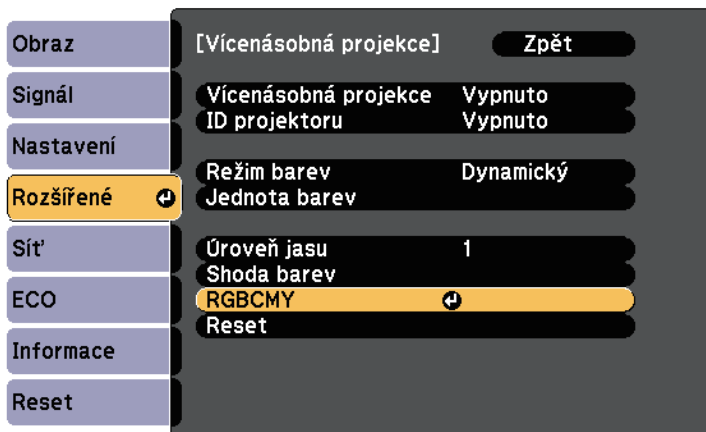 Obraz
Signál
Nastavení
Rozšířené
Síť
ECO
Informace
Reset
[Vícenásobná projekce] Zpět
Vícenásobná projekce Vypnuto
ID projektoru Vypnuto
Režim barev Dynamický
Jednota barev
Úroveň jasu 1
Shoda barev
RGBCMY
Reset